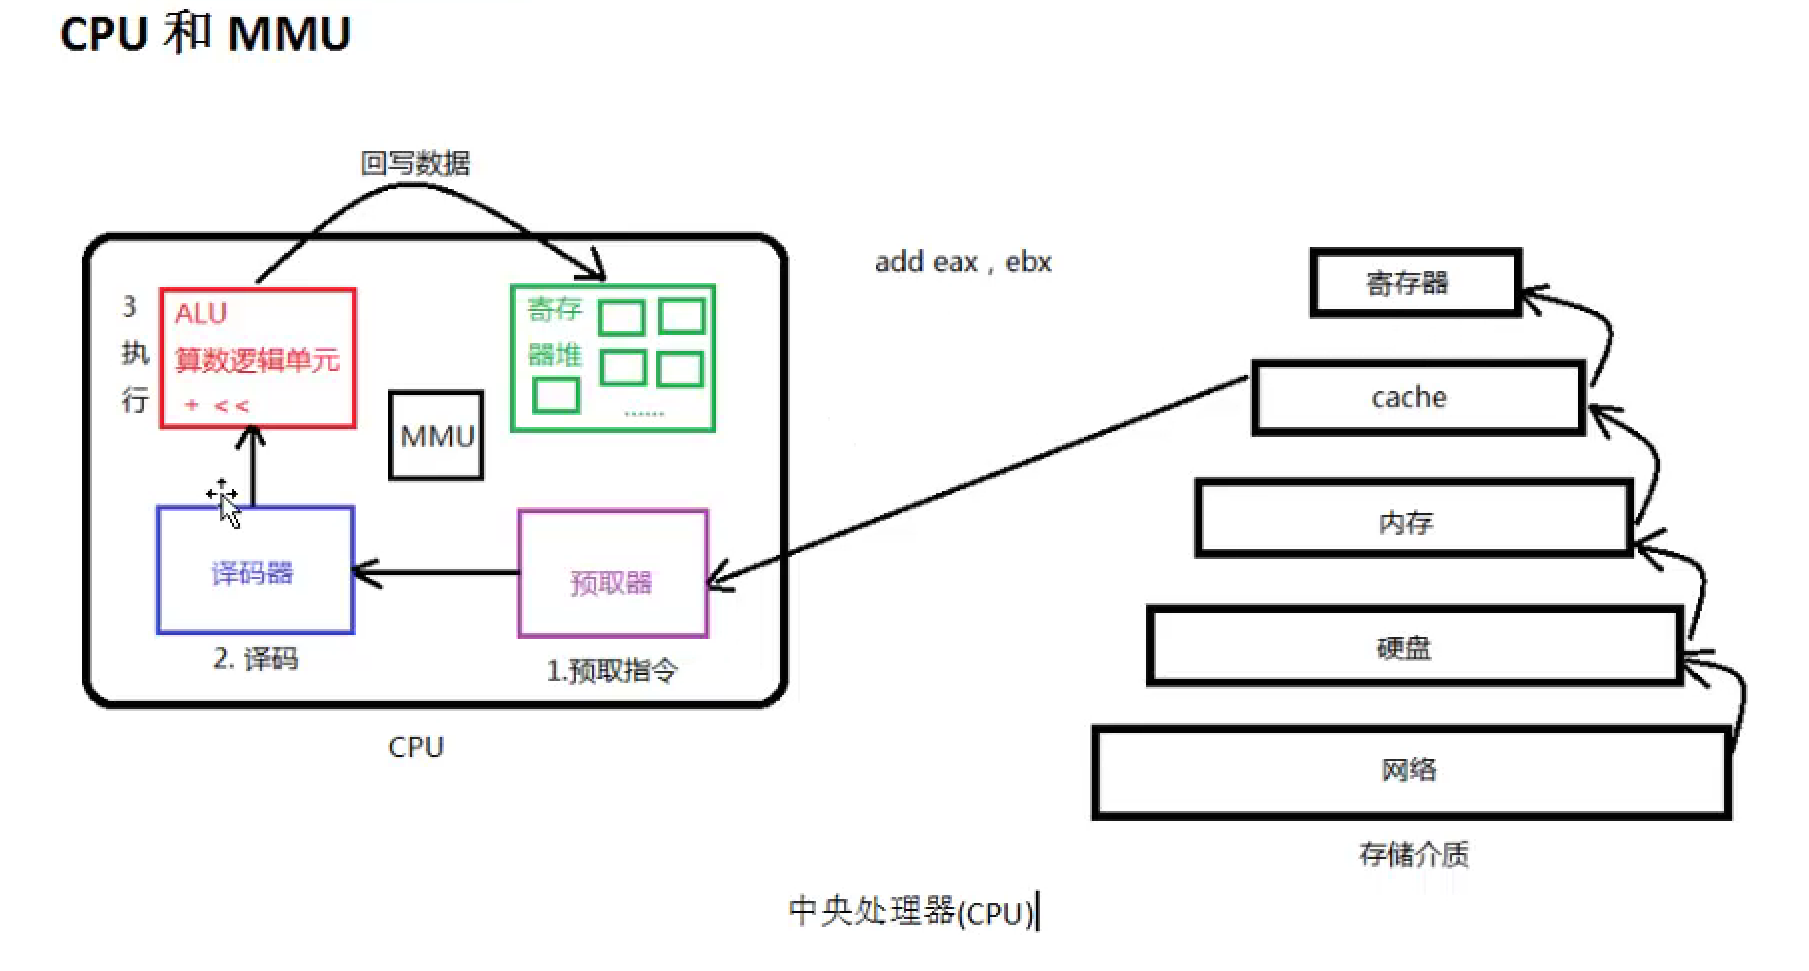 CPU 和 MMU
回写数据
add eax , ebx
3
执
行
ALU
算数逻辑单元
+ <<
MMU
寄存
器堆
......
译码器
2. 译码
预取器
1.预取指令
CPU
寄存器
cache
内存
硬盘
网络
存储介质
中央处理器(CPU)